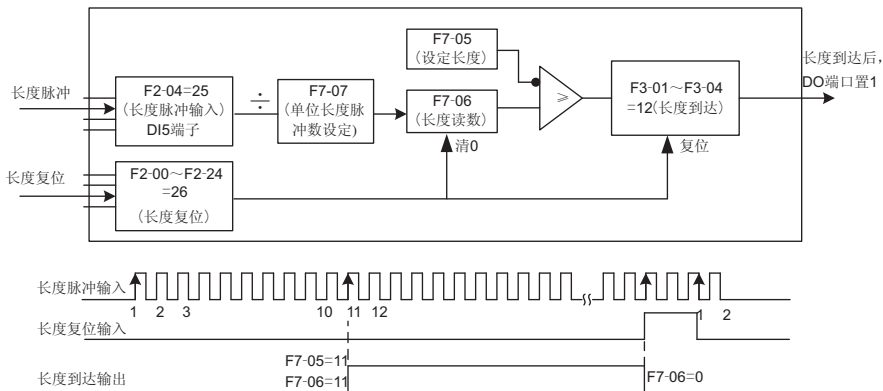 F7-05
(设定长度)
长度到达后,
DO端口置1
长度脉冲
F2-04=25
(长度脉冲输入)
DI5端子
÷
F7-07
(单位长度脉
冲数设定)
F7-06
(长度读数)
≥
F3-01～F3-04
=12(长度到达)
清0
复位
长度复位
F2-00～F2-24
=26
(长度复位)
长度脉冲输入
1 2 3 10 11 12 1 2
长度复位输入
F7-05=11
长度到达输出
F7-06=11
F7-06=0